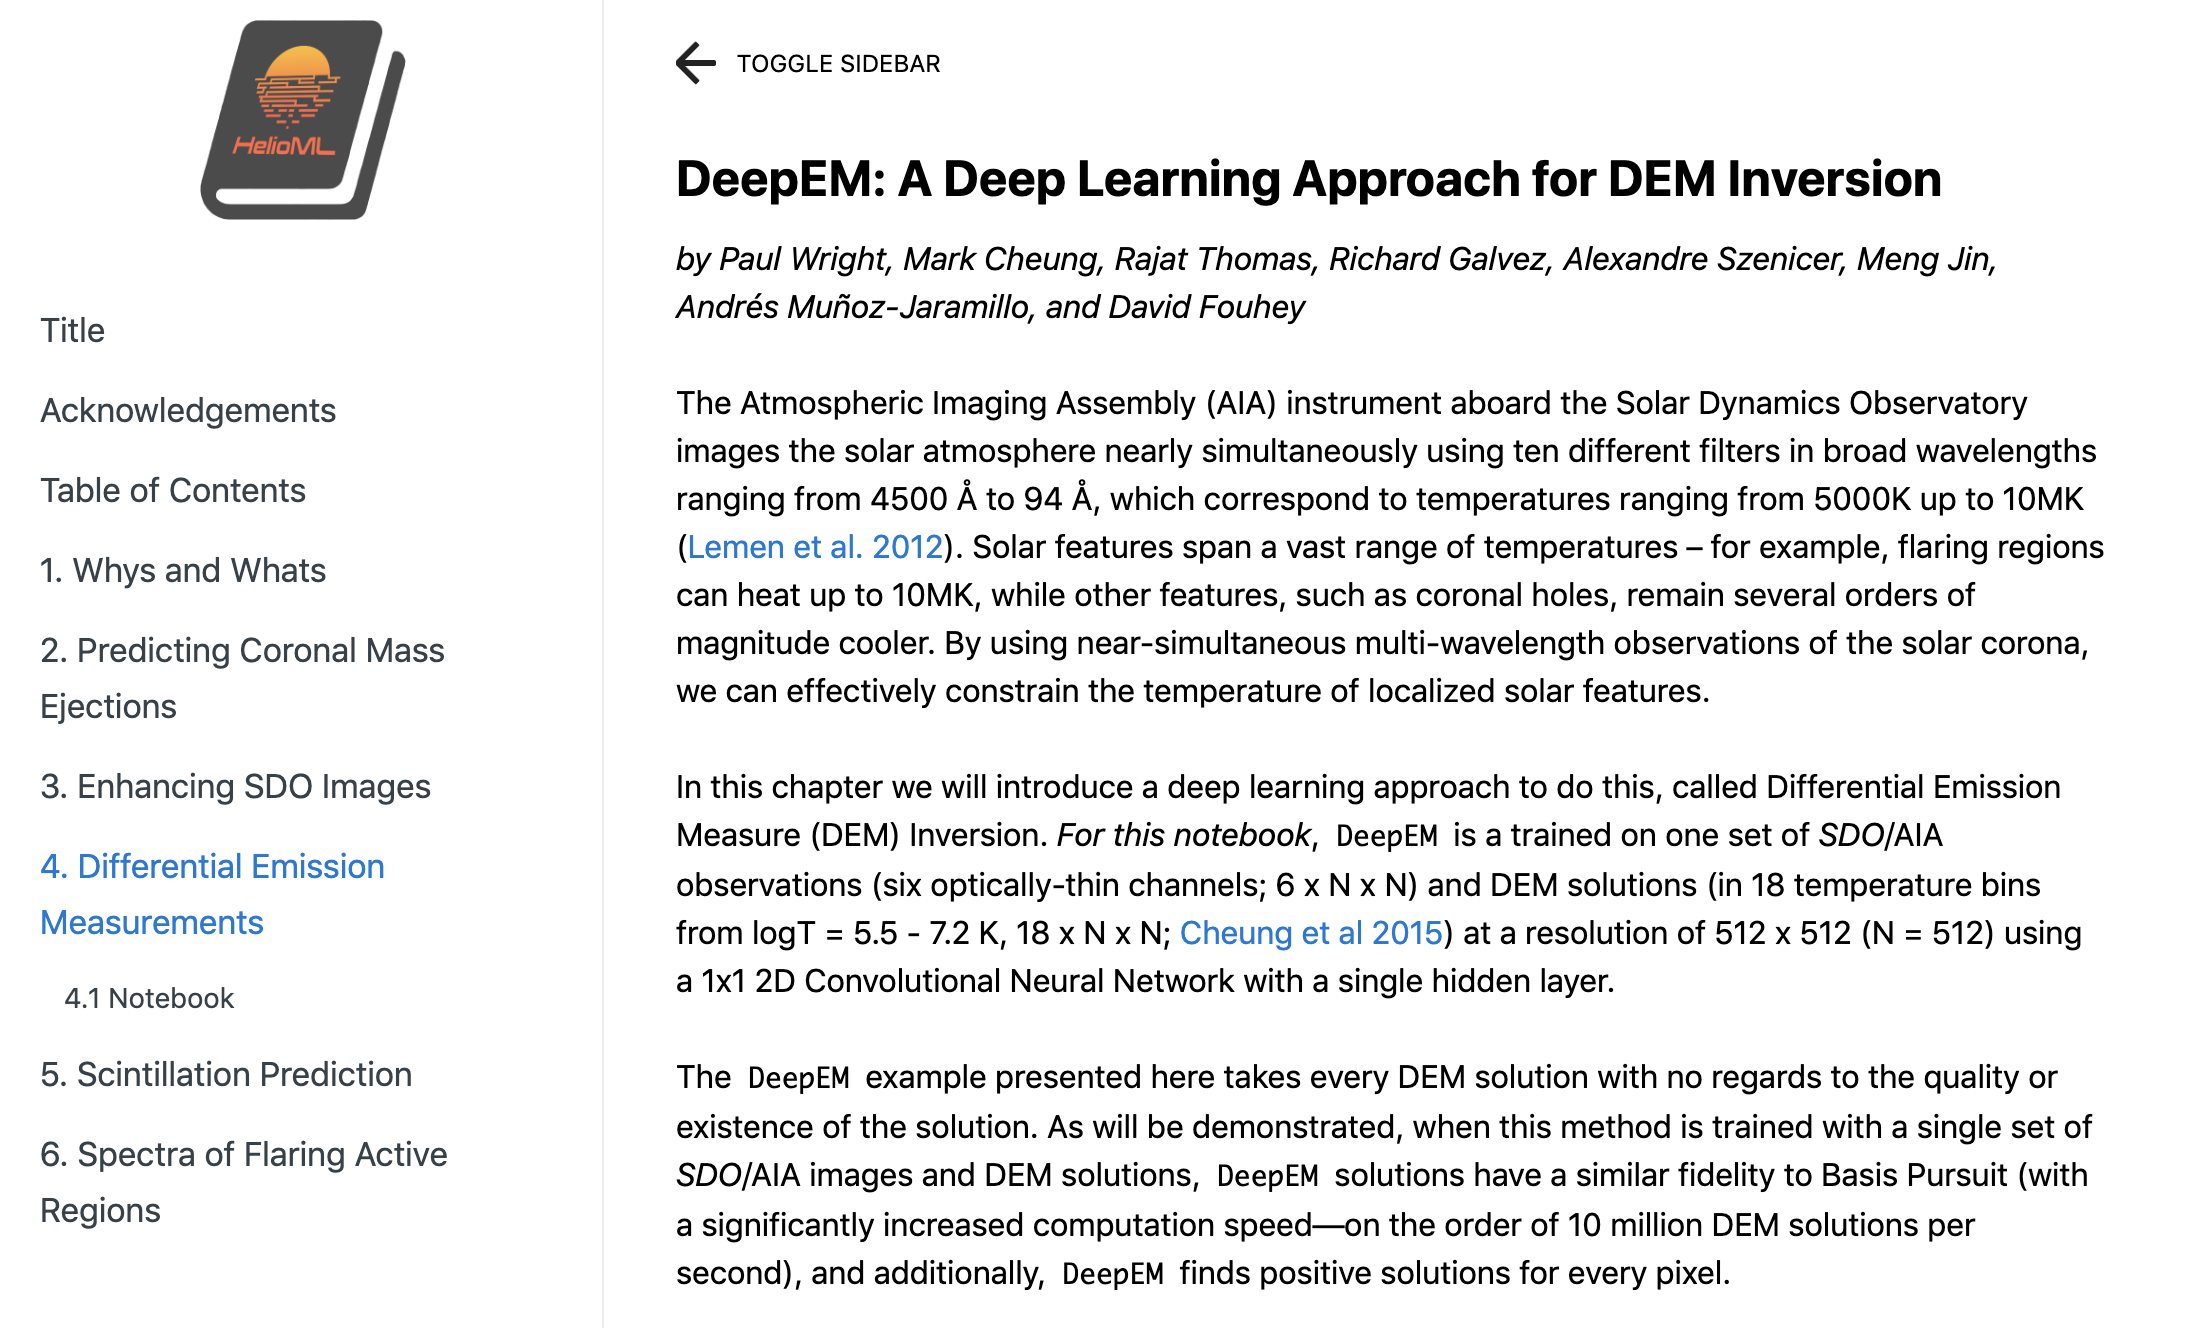 HelioML
Title
Acknowledgements
Table of Contents
1. Whys and Whats
2. Predicting Coronal Mass
Ejections
3. Enhancing SDO Images
4. Differential Emission
Measurements
4.1 Notebook
5. Scintillation Prediction
6. Spectra of Flaring Active
Regions
TOGGLE SIDEBAR
DeepEM: A Deep Learning Approach for DEM Inversion
by Paul Wright, Mark Cheung, Rajat Thomas, Richard Galvez, Alexandre Szenicer, Meng Jin,
Andrés Muñoz-Jaramillo, and David Fouhey
The Atmospheric Imaging Assembly (AIA) instrument aboard the Solar Dynamics Observatory
images the solar atmosphere nearly simultaneously using ten different filters in broad wavelengths
ranging from 4500 Å to 94 Å, which correspond to temperatures ranging from 5000K up to 10MK
(Lemen et al. 2012). Solar features span a vast range of temperatures – for example, flaring regions
can heat up to 10MK, while other features, such as coronal holes, remain several orders of
magnitude cooler. By using near-simultaneous multi-wavelength observations of the solar corona,
we can effectively constrain the temperature of localized solar features.
In this chapter we will introduce a deep learning approach to do this, called Differential Emission
Measure (DEM) Inversion. For this notebook, DeepEM is a trained on one set of SDO/AIA
observations (six optically-thin channels; 6 x N x N) and DEM solutions (in 18 temperature bins
from logT = 5.5 - 7.2 K, 18 x N x N; Cheung et al 2015) at a resolution of 512 x 512 (N = 512) using
a 1x1 2D Convolutional Neural Network with a single hidden layer.
The DeepEM example presented here takes every DEM solution with no regards to the quality or
existence of the solution. As will be demonstrated, when this method is trained with a single set of
SDO/AIA images and DEM solutions, DeepEM solutions have a similar fidelity to Basis Pursuit (with
a significantly increased computation speed—on the order of 10 million DEM solutions per
second), and additionally, DeepEM finds positive solutions for every pixel.